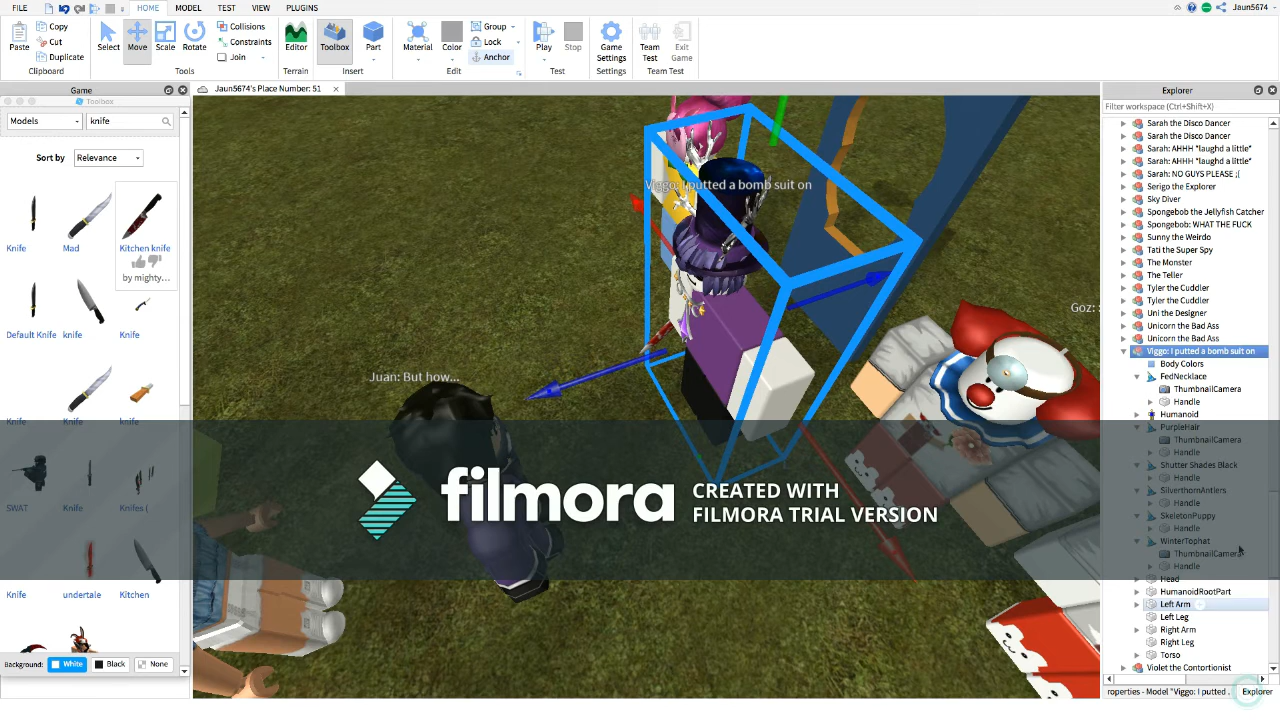 FILE HOME MODEL TEST VIEW PLUGINS Jaun5674
Copy
Cut
Duplicate
Paste
Clipboard
Select Move Scale Rotate
Collisions
Constraints
Join
Tools
Editor
Terrain
Toolbox Part
Insert
Material Color
Group
Lock
Anchor
Edit
Play Stop
Test
Game
Settings
Settings
Team
Test
Exit
Game
Team Test
Game
Toolbox
Models knife
Sort by Relevance
Knife Mad Kitchen knife
by mighty...
Default Knife knife Knife
Knife Knife Knife
SWAT Knife Knifes (
Knife undertale Kitchen
Background: White Black None
Jaun5674's Place Number: 51
Viggo: I putted a bomb suit on
Juan: But how...
Goz: :
filmora
CREATED WITH
FILMORA TRIAL VERSION
Explorer
Filter workspace (Ctrl+Shift+X)
Sarah the Disco Dancer
Sarah the Disco Dancer
Sarah: AHHH *laughd a little*
Sarah: AHHH *laughd a little*
Sarah: NO GUYS PLEASE ;(
Serigo the Explorer
Sky Diver
Spongebob the Jellyfish Catcher
Spongebob: WHAT THE FUCK
Sunny the Weirdo
Tati the Super Spy
The Monster
The Teller
Tyler the Cuddler
Tyler the Cuddler
Uni the Designer
Unicorn the Bad Ass
Unicorn the Bad Ass
Viggo: I putted a bomb suit on
Body Colors
FedNecklace
ThumbnailCamera
Handle
Humanoid
PurpleHair
ThumbnailCamera
Handle
Shutter Shades Black
Handle
SilverthornAntlers
Handle
SkeletonPuppy
Handle
WinterTophat
ThumbnailCamera
Handle
Head
HumanoidRootPart
Left Arm
Left Leg
Right Arm
Right Leg
Torso
Violet the Contortionist
roperties - Model "Viggo: I putted . Explorer